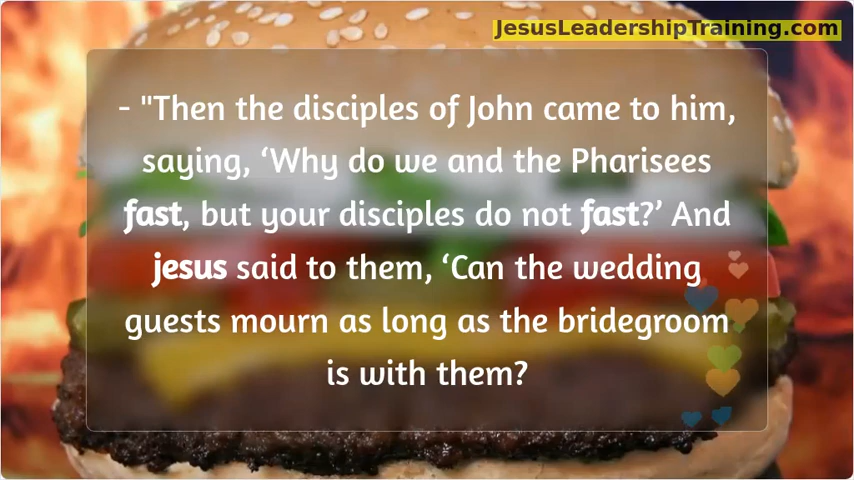 JesusLeadershipTraining.com
- "Then the disciples of John came to him,
saying, ‘Why do we and the Pharisees
fast, but your disciples do not fast?’ And
jesus said to them, ‘Can the wedding
guests mourn as long as the bridegroom
is with them?